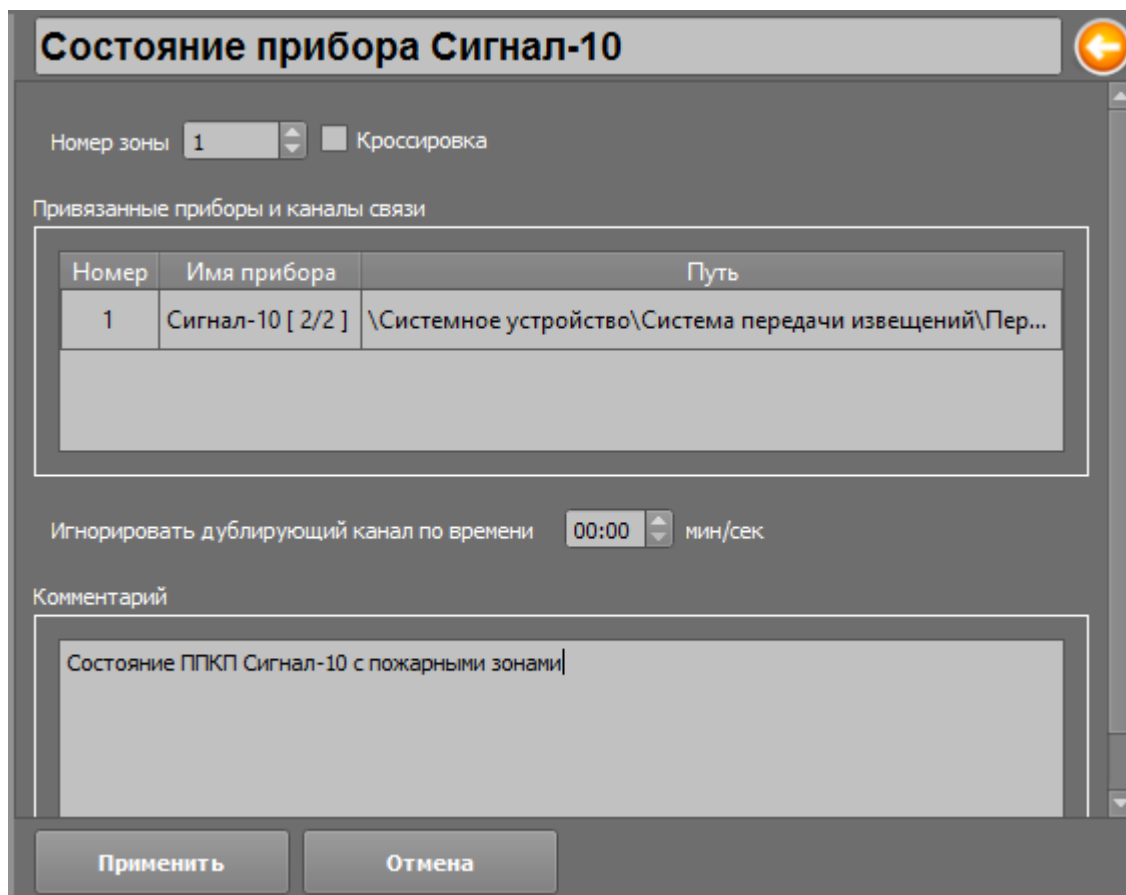 Состояние прибора Сигнал-10
Номер зоны 1 Кроссировка
Привязанные приборы и каналы связи
Номер Имя прибора Путь
1 Сигнал-10 [ 2/2 ] \Системное устройство\Система передачи извещений\Пер...
Игнорировать дублирующий канал по времени 00:00 мин/сек
Комментарий
Состояние ППКП Сигнал-10 с пожарными зонами
Применить Отмена